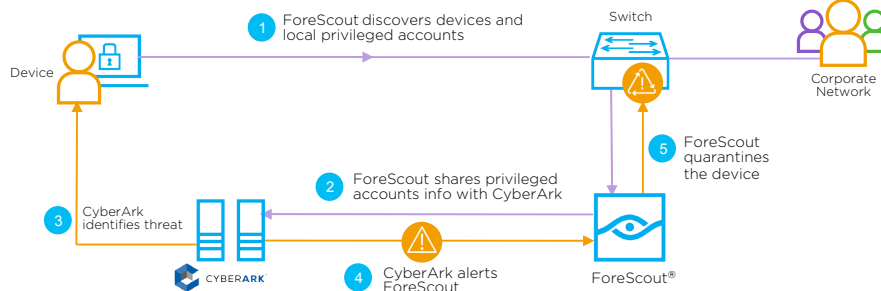 1
ForeScout discovers devices and
local privileged accounts
Switch
Device
Corporate
Network
5
ForeScout
quarantines
the device
2
ForeScout shares privileged
accounts info with CyberArk
3
CyberArk
identifies threat
CYBERARK
4
CyberArk alerts
ForeScout
ForeScout®